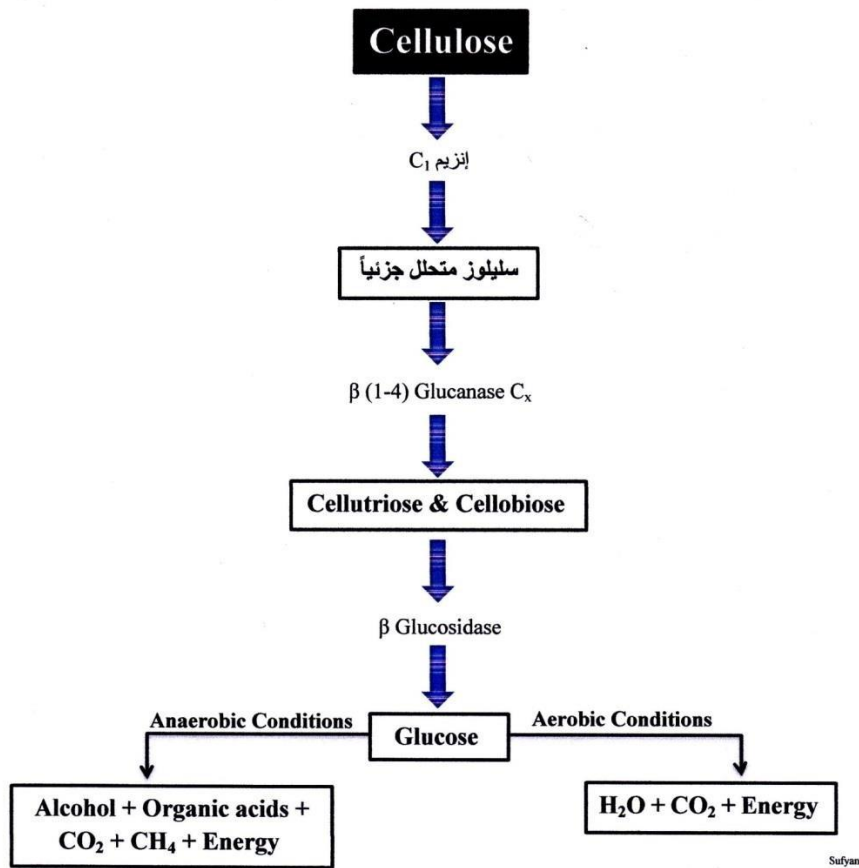 Cellulose
إنزيم C₁
سليلوز متحلل جزئياً
β (1-4) Glucanase Cₓ
Cellutriose & Cellobiose
β Glucosidase
Anaerobic Conditions
Glucose
Aerobic Conditions
Alcohol + Organic acids +
CO₂ + CH₄ + Energy
H₂O + CO₂ + Energy
Sufyan